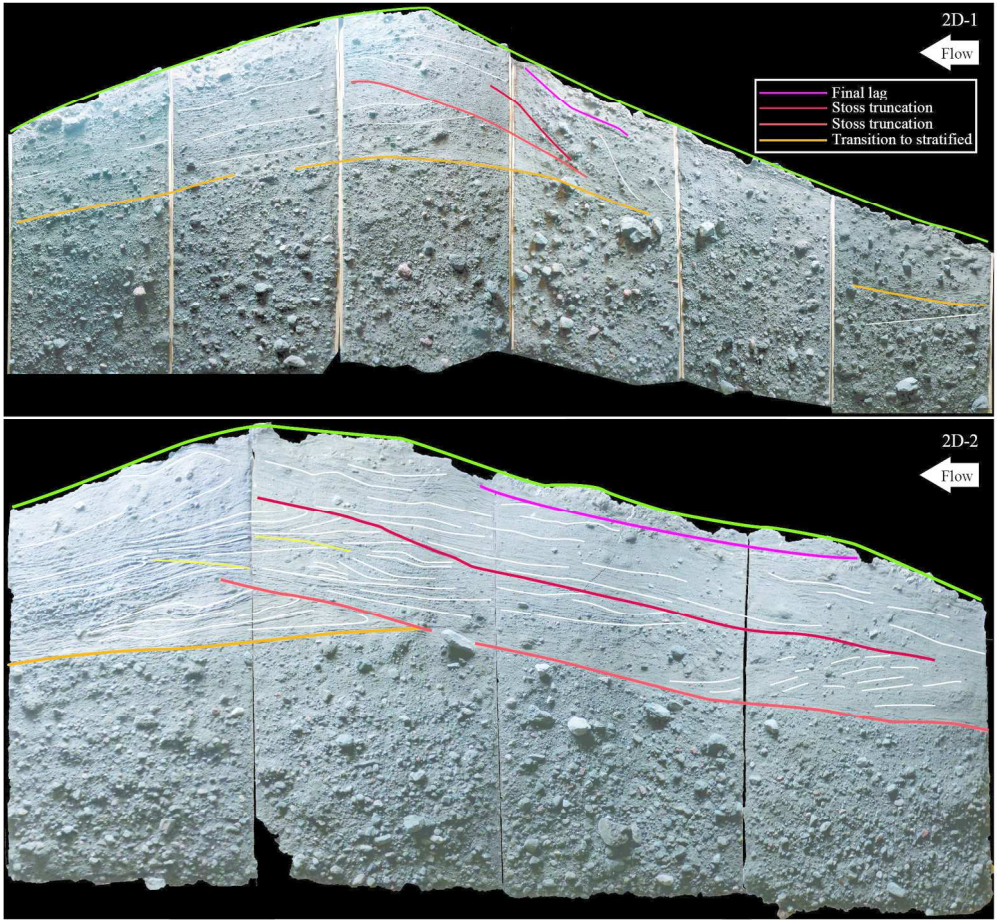 2D-1
Flow
Final lag
Stoss truncation
Stoss truncation
Transition to stratified
2D-2
Flow